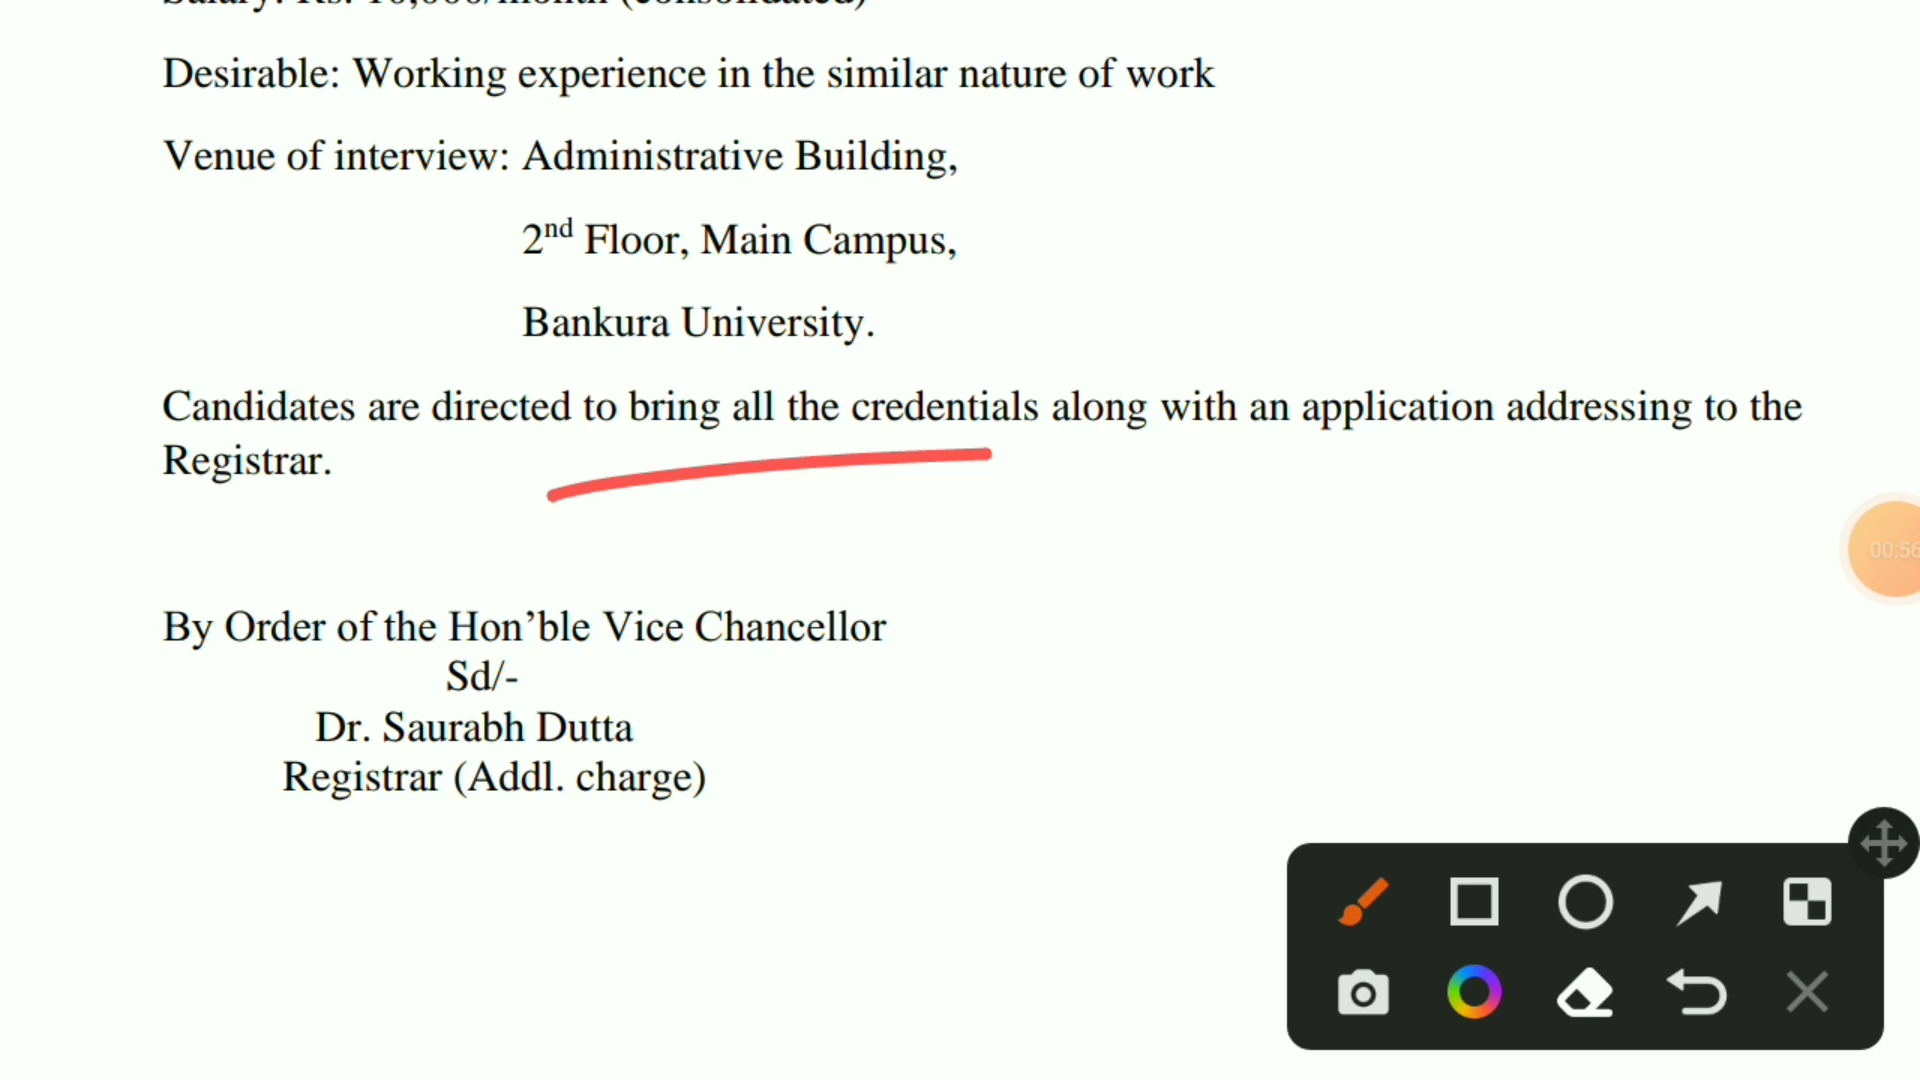 Desirable: Working experience in the similar nature of work
Venue of interview: Administrative Building,
2nd Floor, Main Campus,
Bankura University.
Candidates are directed to bring all the credentials along with an application addressing to the
Registrar.
By Order of the Hon’ble Vice Chancellor
Sd/-
Dr. Saurabh Dutta
Registrar (Addl. charge)
00:56